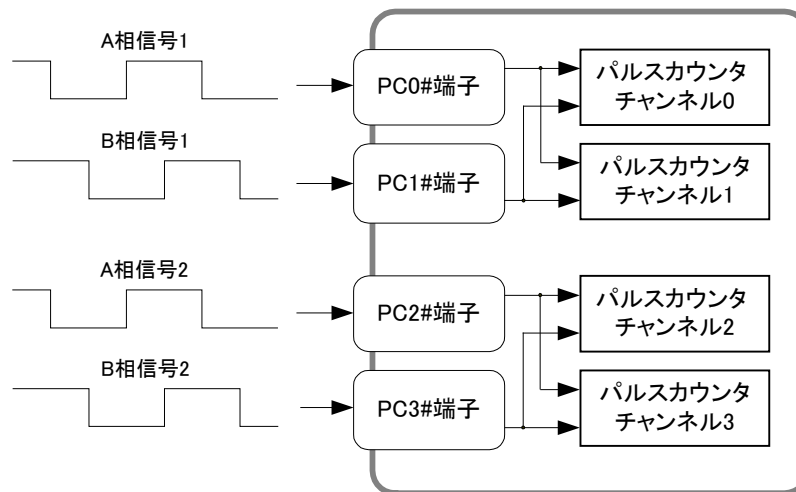 A相信号1
PC0#端子
パルスカウンタ
チャンネル0
B相信号1
PC1#端子
パルスカウンタ
チャンネル1
A相信号2
PC2#端子
パルスカウンタ
チャンネル2
B相信号2
PC3#端子
パルスカウンタ
チャンネル3